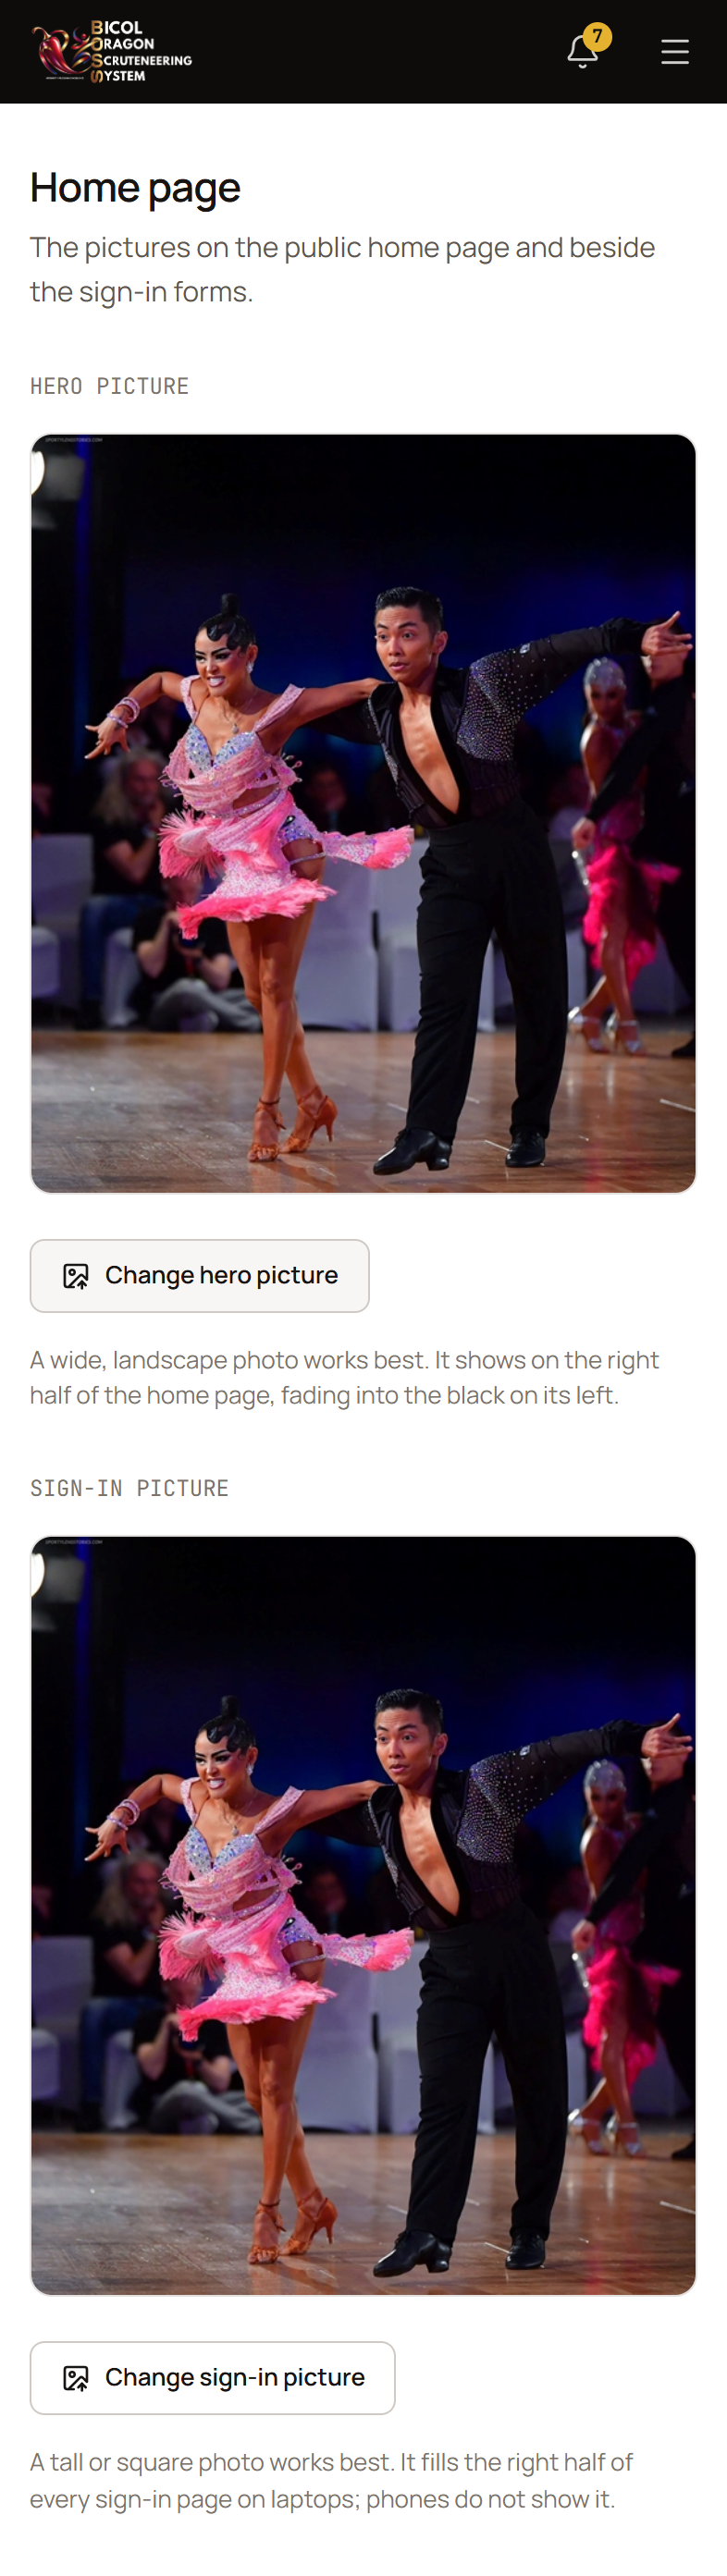 BICOL
DRAGON
SCRUTENEERING
SYSTEM
7
Home page
The pictures on the public home page and beside
the sign-in forms.
HERO PICTURE
Change hero picture
A wide, landscape photo works best. It shows on the right
half of the home page, fading into the black on its left.
SIGN-IN PICTURE
Change sign-in picture
A tall or square photo works best. It fills the right half of
every sign-in page on laptops; phones do not show it.